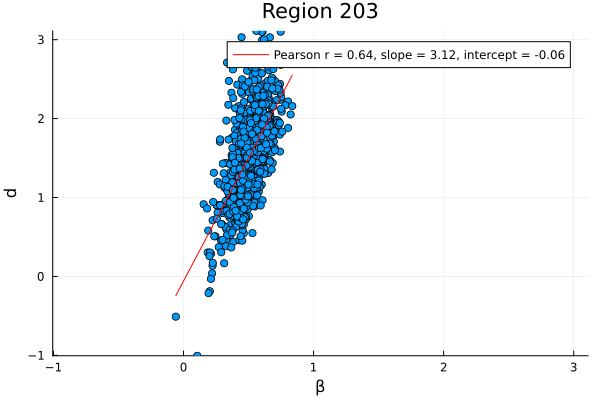 Region 203
Pearson r = 0.64, slope = 3.12, intercept = -0.06
3
2
1
0
−1
d
−1 0 1 2 3
β